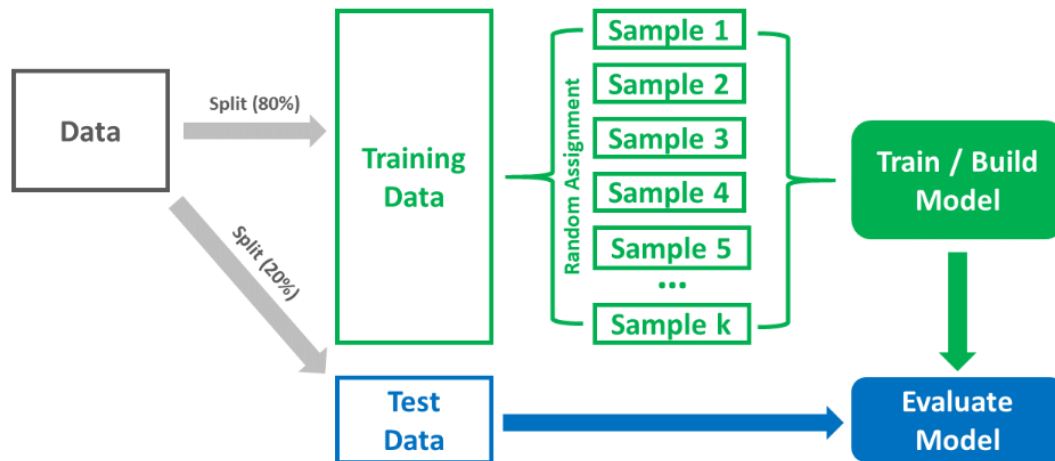 Data
Split (80%)
Split (20%)
Training
Data
Random Assignment
Sample 1
Sample 2
Sample 3
Sample 4
Sample 5
...
Sample k
Train / Build
Model
Test
Data
Evaluate
Model